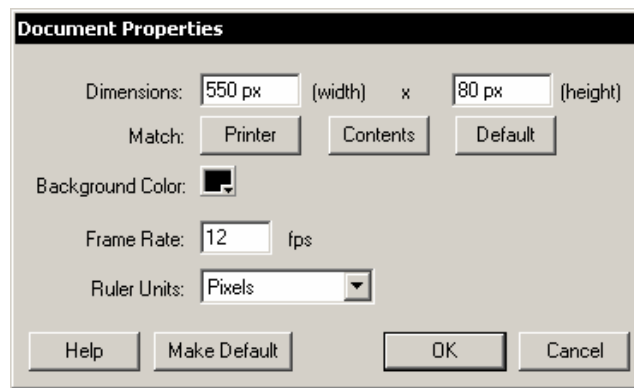 Document Properties
Dimensions: 550 px (width) x 80 px (height)
Match: Printer Contents Default
Background Color:
Frame Rate: 12 fps
Ruler Units: Pixels
Help Make Default OK Cancel